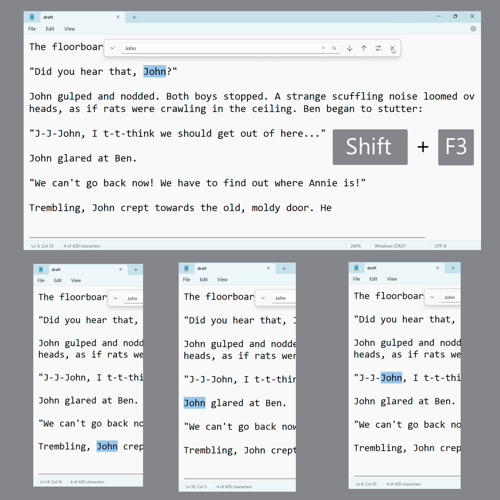 draft
File Edit View
John
The floorboar
"Did you hear that, John?"
John gulped and nodded. Both boys stopped. A strange scuffling noise loomed ov
heads, as if rats were crawling in the ceiling. Ben began to stutter:
"J-J-John, I t-t-think we should get out of here..."
John glared at Ben.
"We can't go back now! We have to find out where Annie is!"
Trembling, John crept towards the old, moldy door. He
Shift + F3
Ln 3, Col 25 4 of 420 characters 200% Windows (CRLF) UTF-8
draft
File Edit View
The floorboar John
"Did you hear that,
John gulped and nodd
heads, as if rats wer
"J-J-John, I t-t-thin
John glared at Ben.
"We can't go back no
Trembling, John crep
Ln 14, Col 16 4 of 420 characters
draft
File Edit View
The floorboar John
"Did you hear that, J
John gulped and nodde
heads, as if rats wer
"J-J-John, I t-t-thin
John glared at Ben.
"We can't go back now
Trembling, John crept
Ln 10, Col 5 4 of 420 characters
draft
File Edit View
The floorboar John
"Did you hear that,
John gulped and nodd
heads, as if rats we
"J-J-John, I t-t-thi
John glared at Ben.
"We can't go back no
Trembling, John crep
Ln 8, Col 10 4 of 420 characters